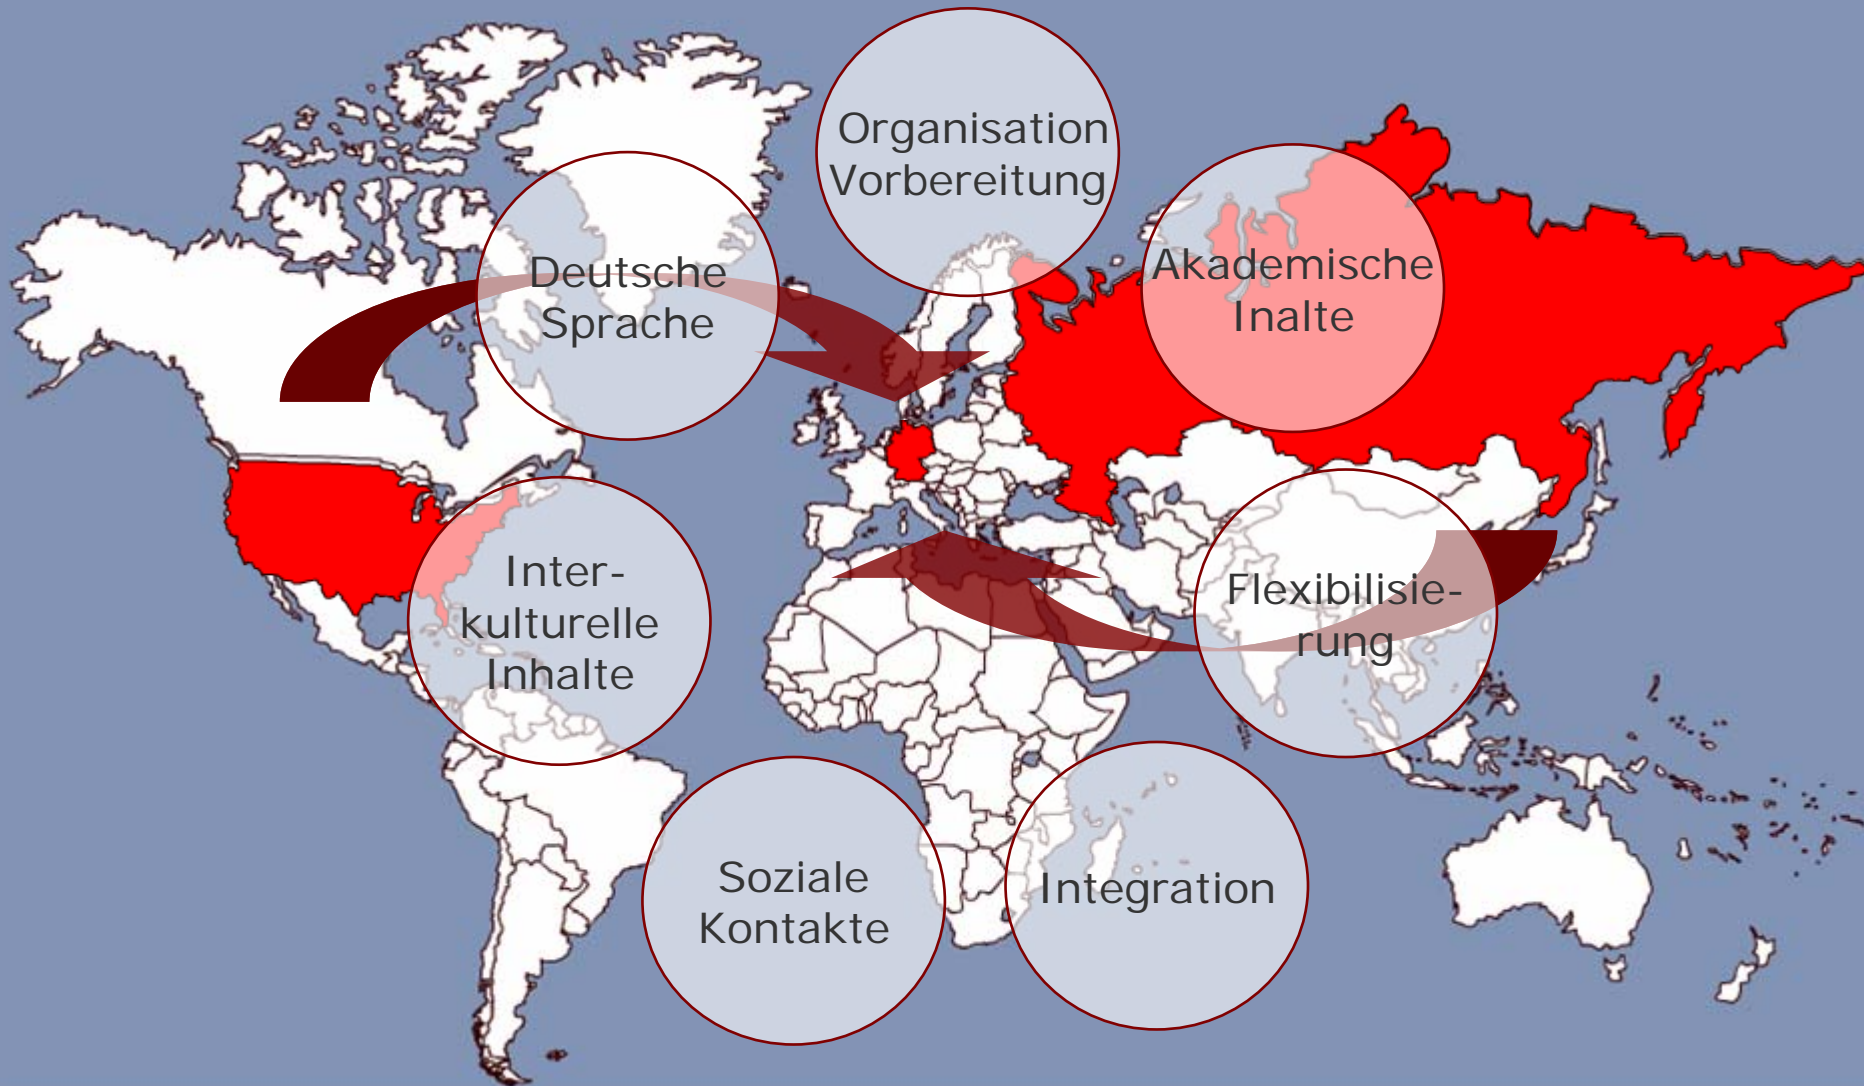 Organisation
Vorbereitung
Deutsche
Sprache
Akademische
Inalte
Inter-
kulturelle
Inhalte
Flexibilisie-
rung
Soziale
Kontakte
Integration